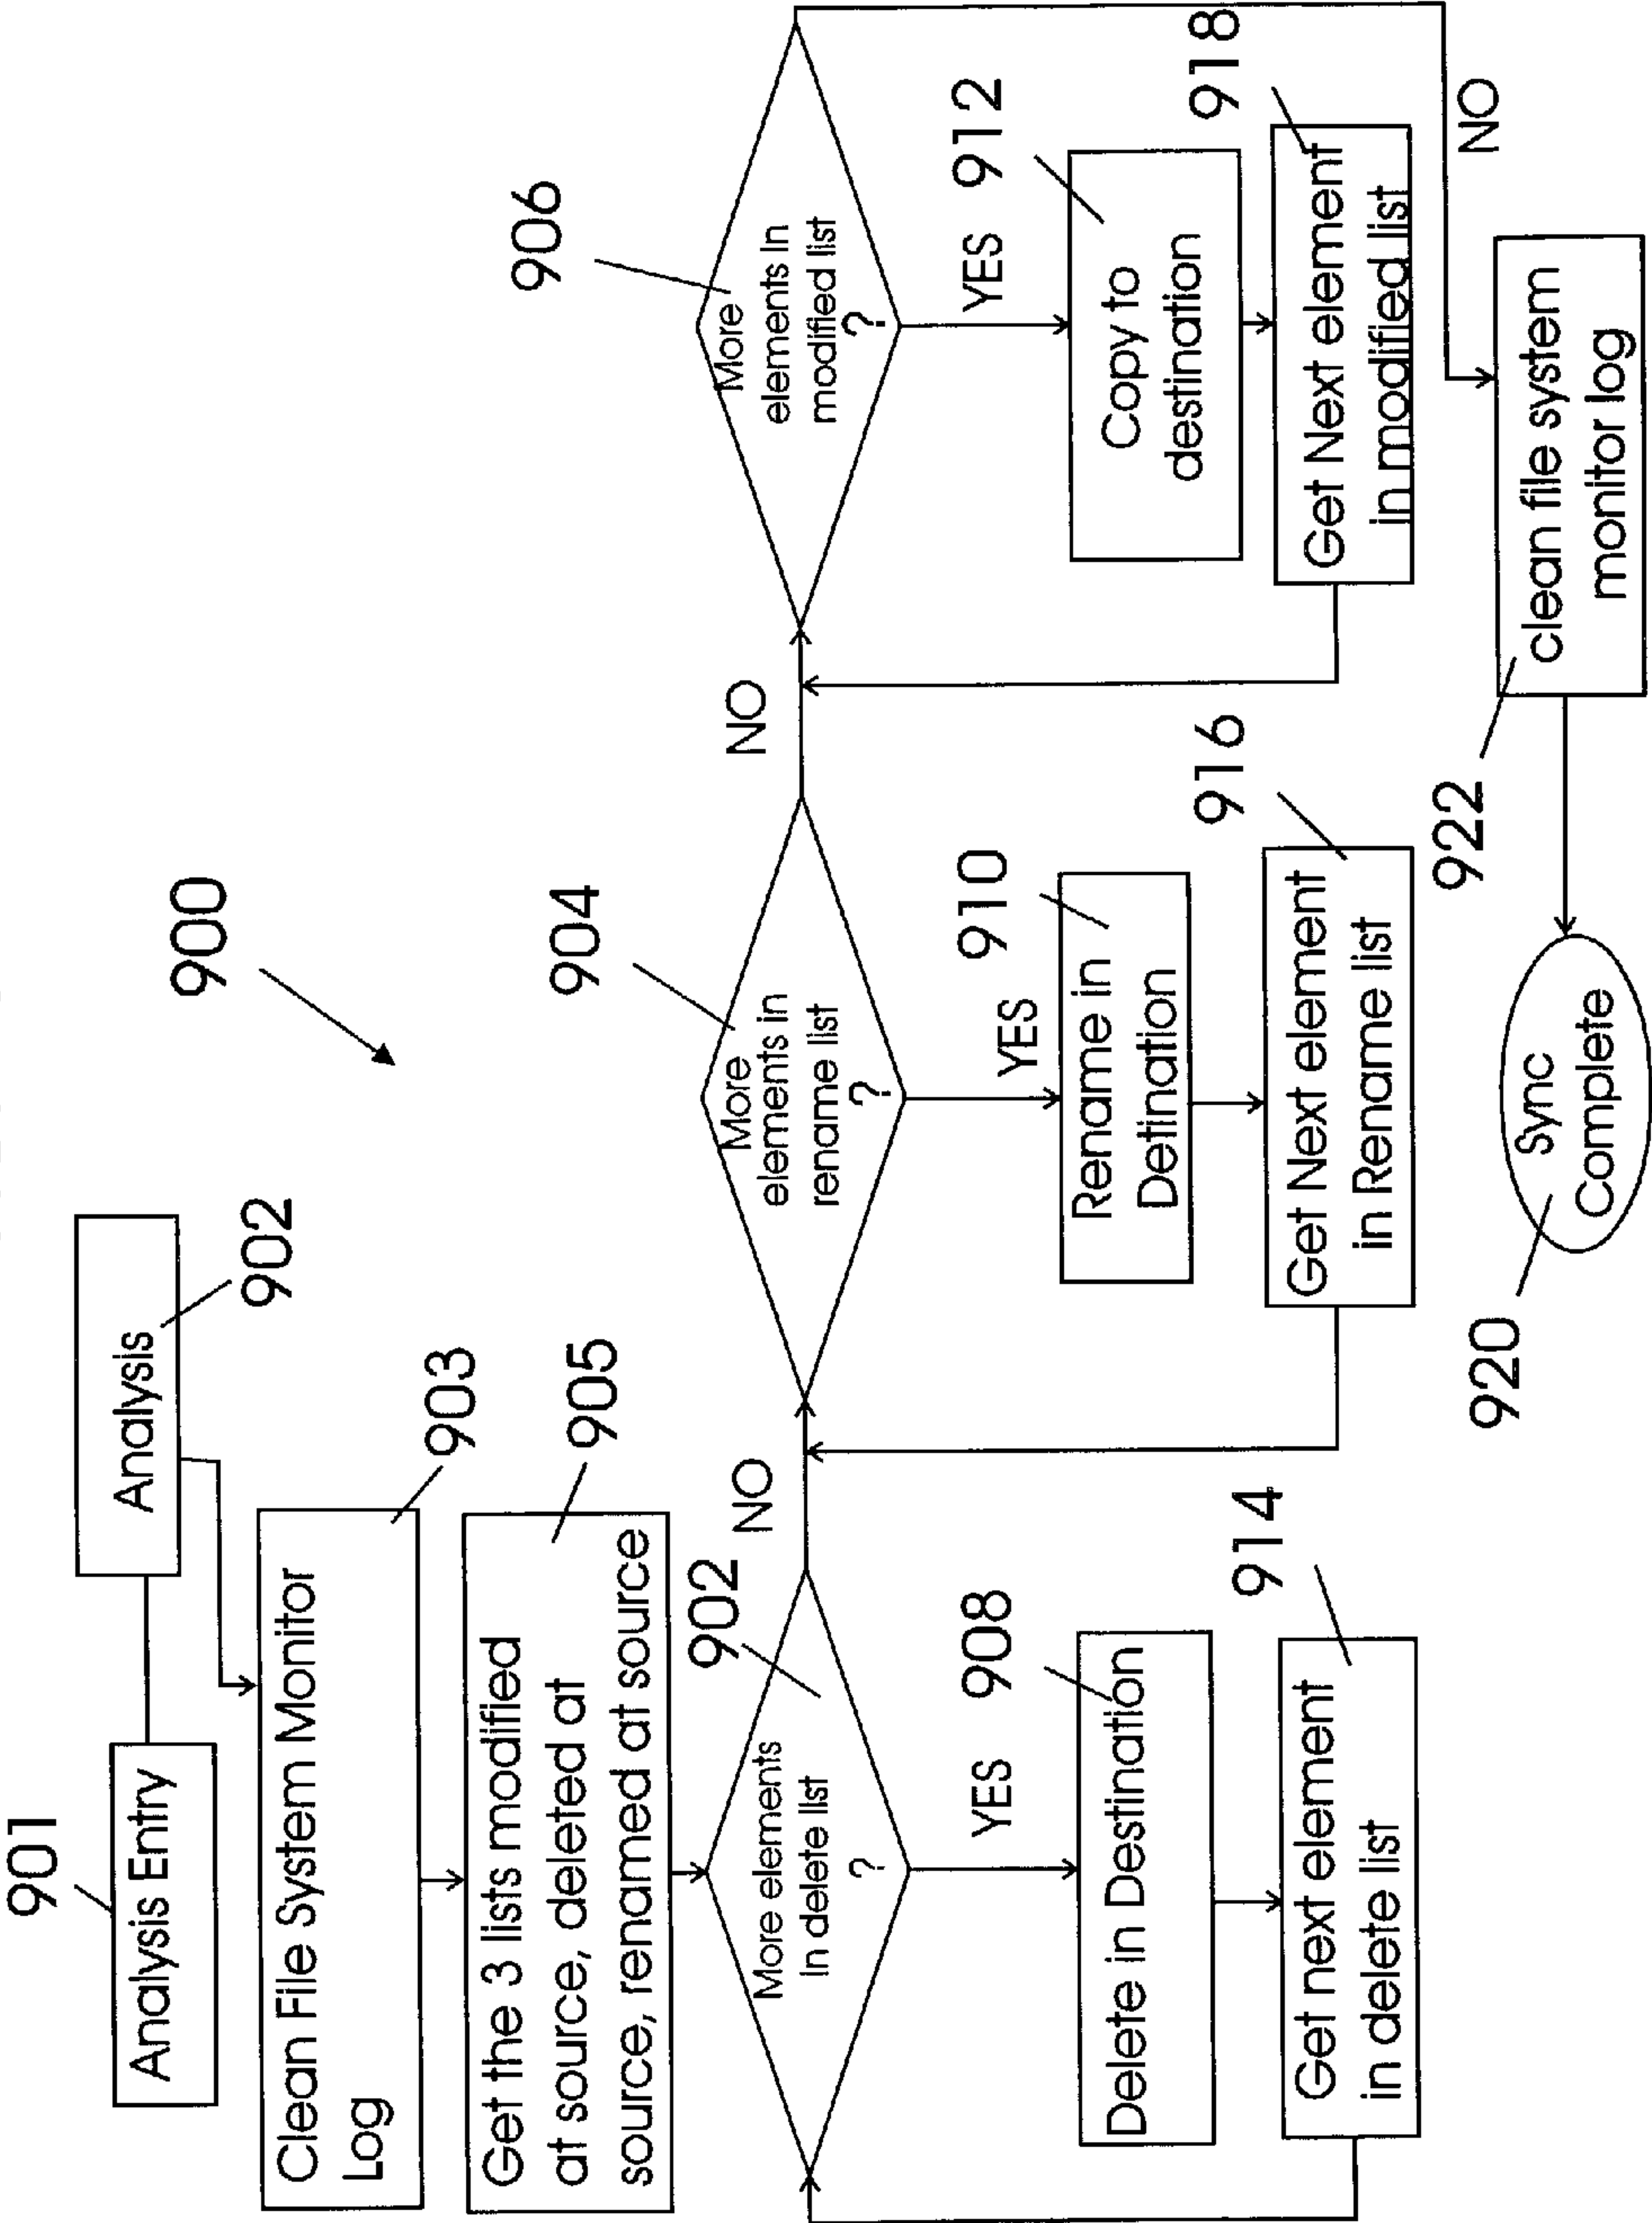 900
901
Analysis Entry
Analysis
902
Clean File System Monitor
Log
903
Get the 3 lists modified
at source, deleted at
source, renamed at source
905
902
More elements
In delete list
?
NO
904
More
elements in
rename list
?
NO
906
More
elements In
modified list
?
YES
908
Delete in Destination
YES
910
Rename in
Detination
YES
912
Copy to
destination
914
Get next element
in delete list
916
Get Next element
in Rename list
918
Get Next element
in modified list
NO
920
Sync
Complete
922
clean file system
monitor log